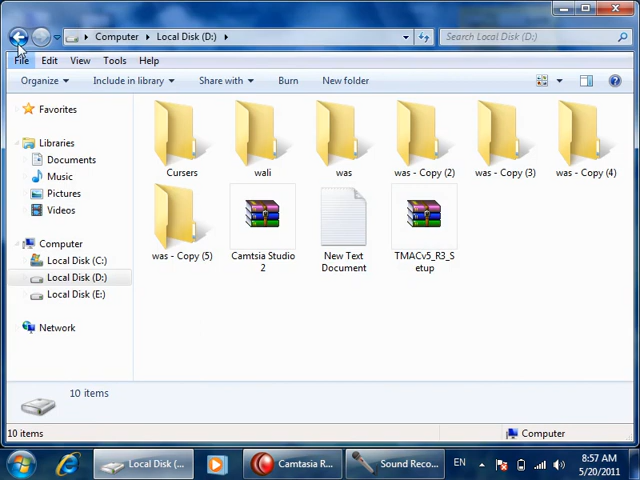 Computer
Local Disk (D:)
Search Local Disk (D:)
File Edit View Tools Help
Organize Include in library Share with Burn New folder
Favorites
Libraries
Documents
Music
Pictures
Videos
Computer
Local Disk (C:)
Local Disk (D:)
Local Disk (E:)
Network
Cursers
wali
was
was - Copy (2)
was - Copy (3)
was - Copy (4)
was - Copy (5)
Camtsia Studio
2
New Text
Document
TMACv5_R3_S
etup
10 items
10 items
Computer
Local Disk (...
Camtasia R...
Sound Reco...
EN
8:57 AM
5/20/2011